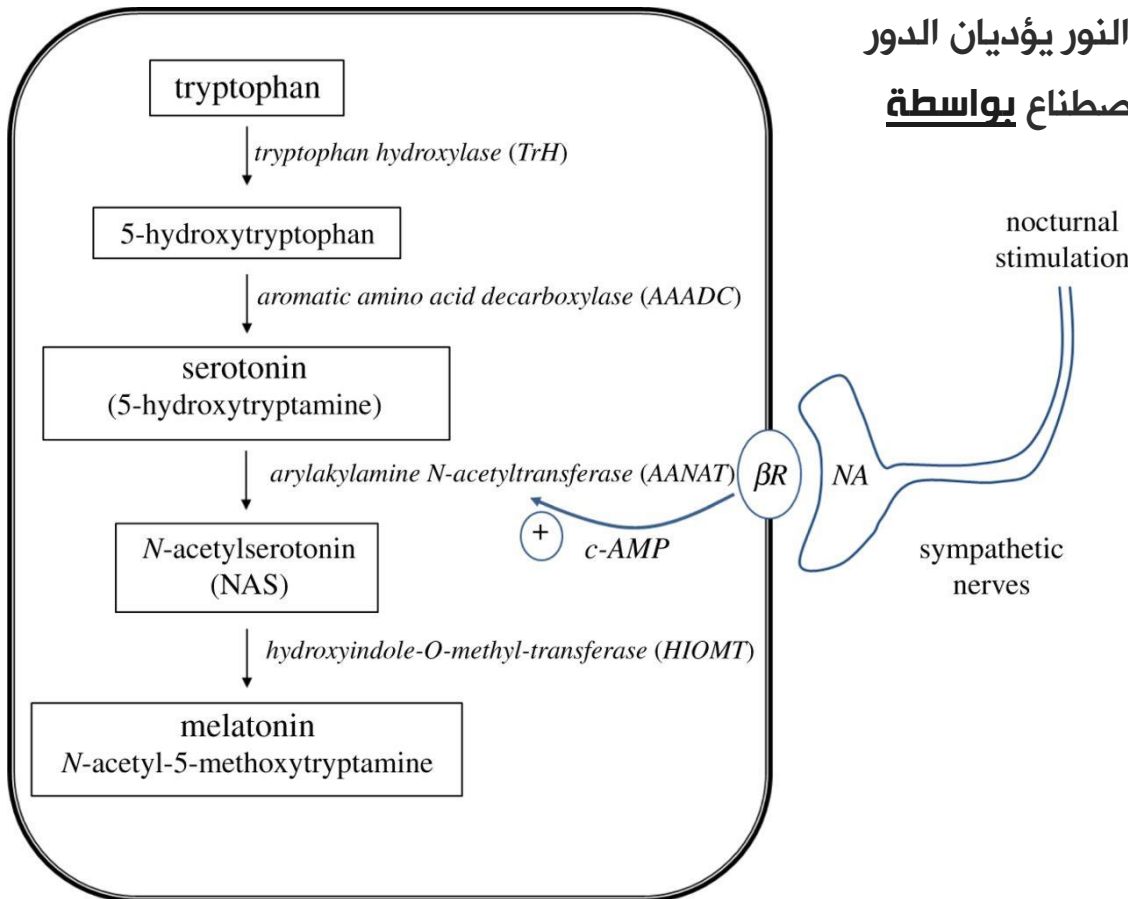 النور يؤديان الدور
صطناع بواسطة
tryptophan
tryptophan hydroxylase (TrH)
5-hydroxytryptophan
aromatic amino acid decarboxylase (AAADC)
serotonin
(5-hydroxytryptamine)
arylakylamine N-acetyltransferase (AANAT)
βR
NA
+
c-AMP
N-acetylserotonin
(NAS)
hydroxyindole-O-methyl-transferase (HIOMT)
melatonin
N-acetyl-5-methoxytryptamine
nocturnal
stimulation
sympathetic
nerves